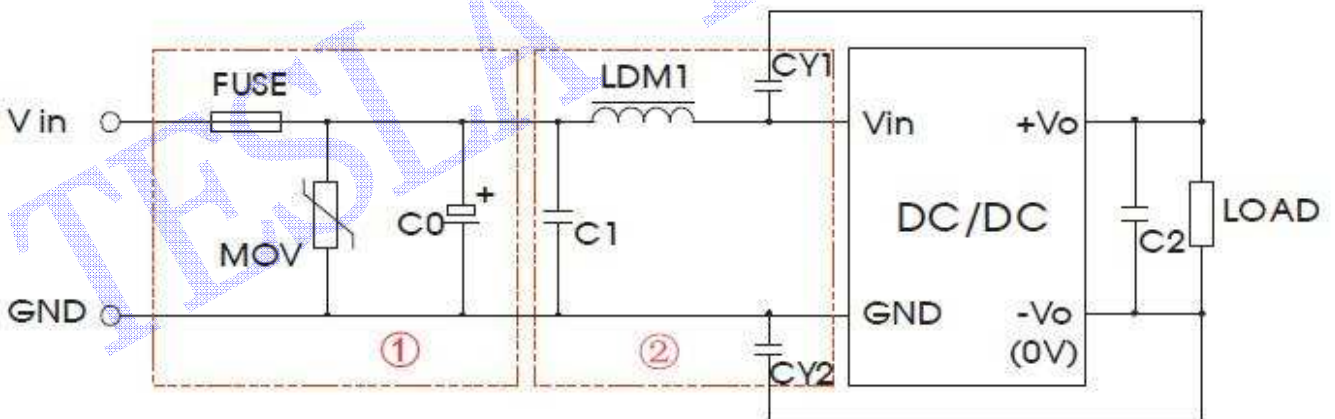 TESLA
FUSE
LDM1
CY1
Vin
Vin
+Vo
MOV
C0
+
C1
DC/DC
C2
LOAD
GND
GND
-Vo
(0V)
①
②
CY2